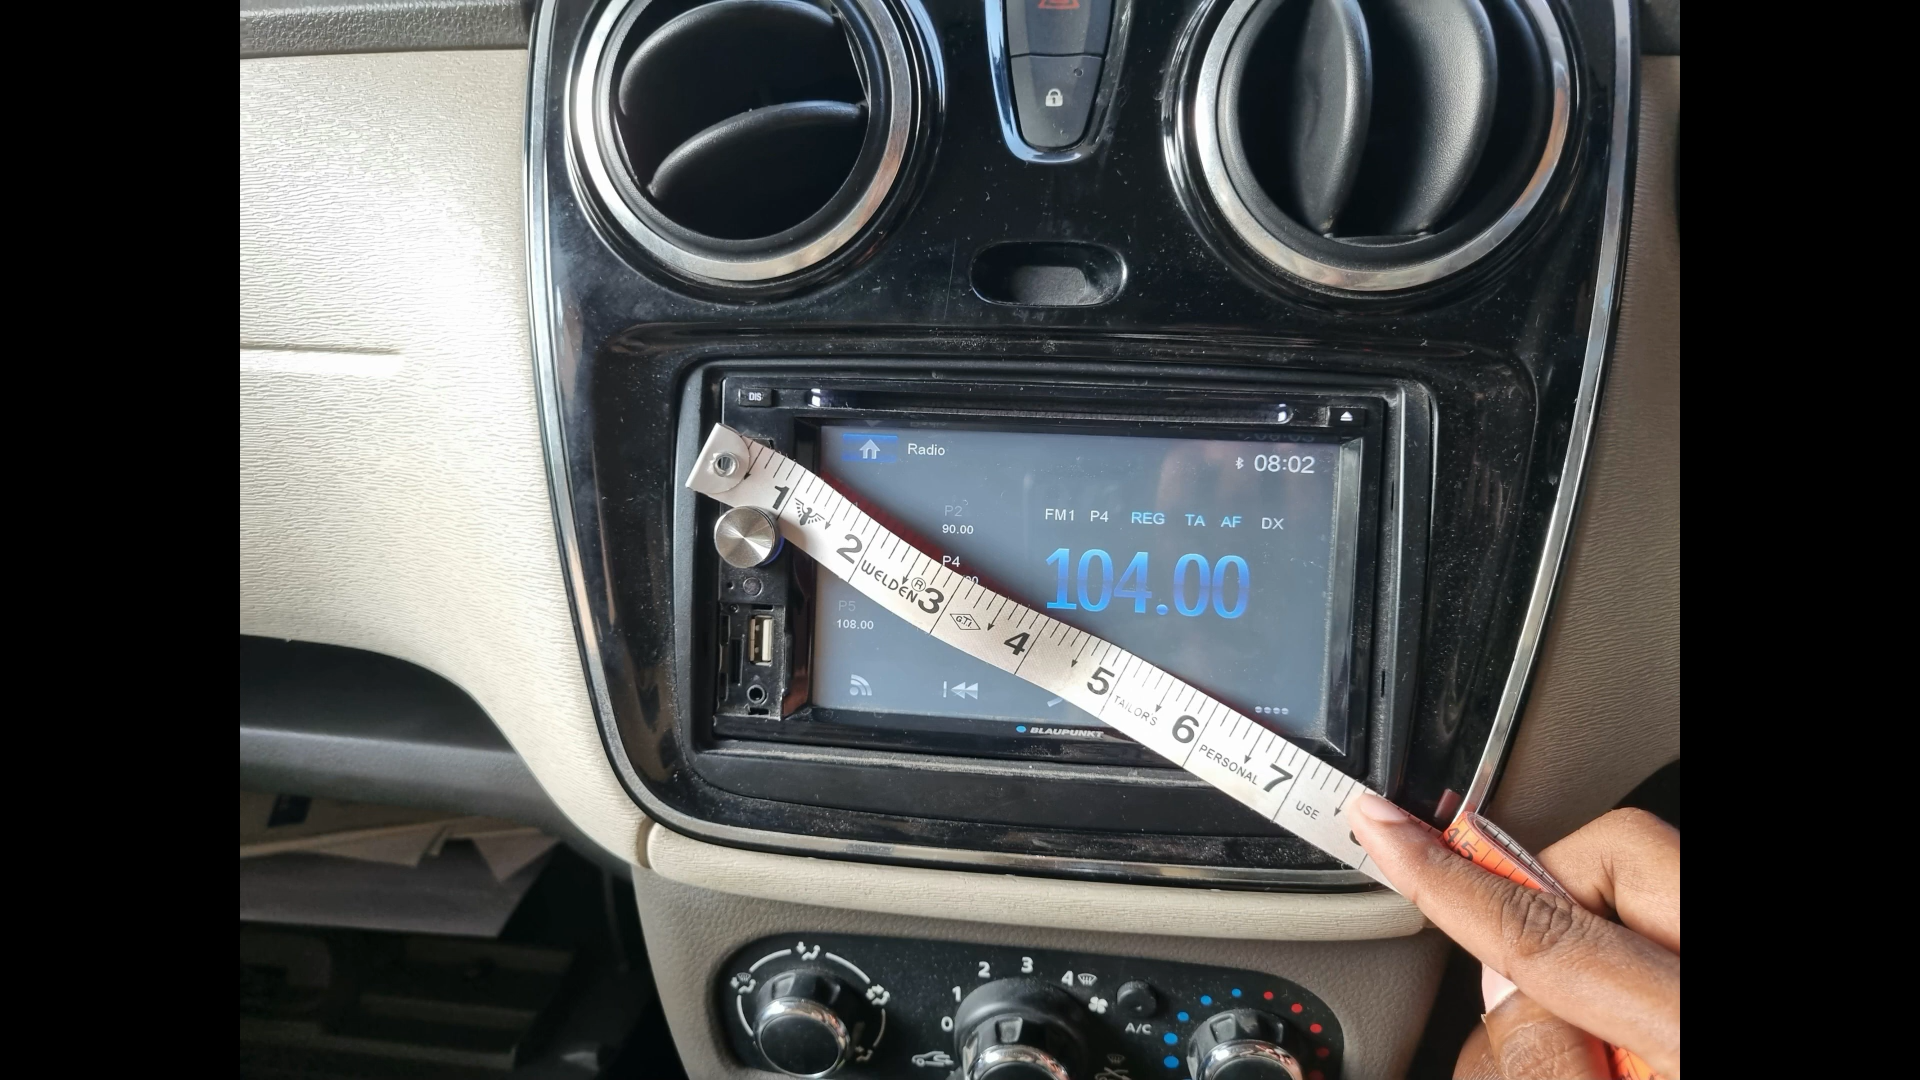 DIS
Radio
08:02
P2
90.00
FM1 P4 REG TA AF DX
P4
104.00
P5
108.00
BLAUPUNKT
1 2 WELDEN® 3 G.T.I 4 5 TAILOR'S 6 PERSONAL 7 USE
45
0 1 2 3 4
A/C